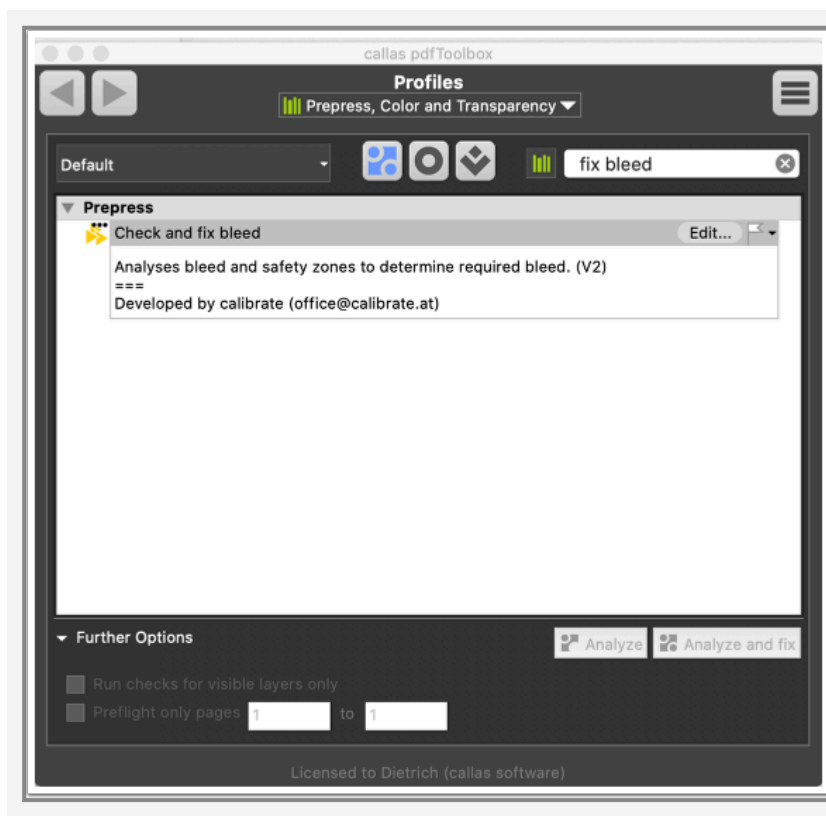 callas pdfToolbox
Profiles
Prepress, Color and Transparency
Default
fix bleed
Prepress
Check and fix bleed
Edit...
Analyses bleed and safety zones to determine required bleed. (V2)
===
Developed by calibrate (office@calibrate.at)
Further Options
Analyze
Analyze and fix
Run checks for visible layers only
Preflight only pages 1 to 1
Licensed to Dietrich (callas software)